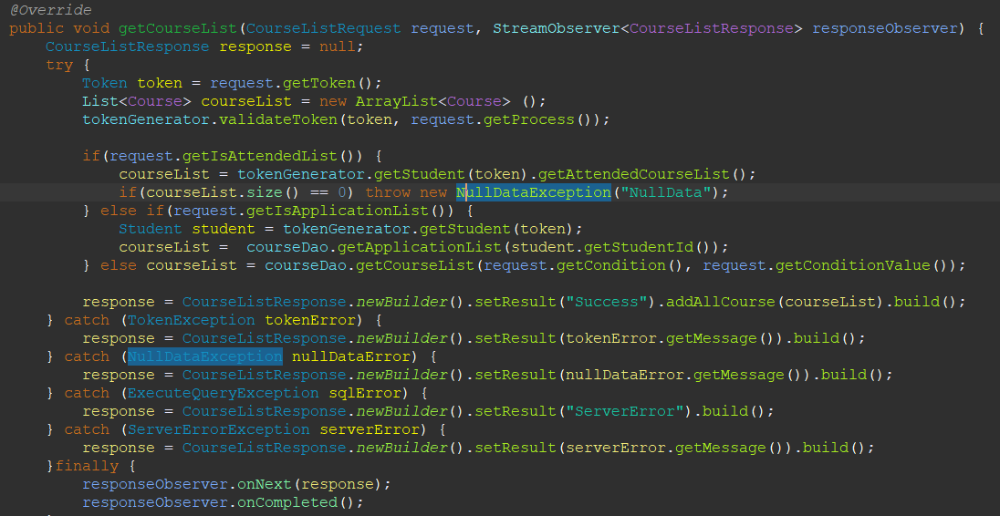 @Override
public void getCourseList(CourseListRequest request, StreamObserver<CourseListResponse> responseObserver) {
    CourseListResponse response = null;
    try {
        Token token = request.getToken();
        List<Course> courseList = new ArrayList<Course> ();
        tokenGenerator.validateToken(token, request.getProcess());

        if(request.getIsAttendedList()) {
            courseList = tokenGenerator.getStudent(token).getAttendedCourseList();
            if(courseList.size() == 0) throw new NullDataException("NullData");
        } else if(request.getIsApplicationList()) {
            Student student = tokenGenerator.getStudent(token);
            courseList =  courseDao.getApplicationList(student.getStudentId());
        } else courseList = courseDao.getCourseList(request.getCondition(), request.getConditionValue());

        response = CourseListResponse.newBuilder().setResult("Success").addAllCourse(courseList).build();
    } catch (TokenException tokenError) {
        response = CourseListResponse.newBuilder().setResult(tokenError.getMessage()).build();
    } catch (NullDataException nullDataError) {
        response = CourseListResponse.newBuilder().setResult(nullDataError.getMessage()).build();
    } catch (ExecuteQueryException sqlError) {
        response = CourseListResponse.newBuilder().setResult("ServerError").build();
    } catch (ServerErrorException serverError) {
        response = CourseListResponse.newBuilder().setResult(serverError.getMessage()).build();
    }finally {
        responseObserver.onNext(response);
        responseObserver.onCompleted();